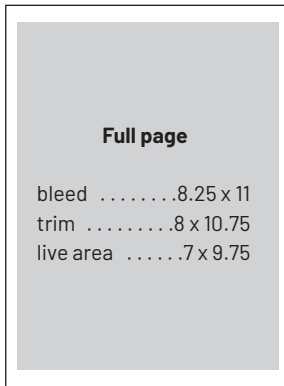 Full page
bleed ........8.25 x 11
trim .........8 x 10.75
live area ......7 x 9.75